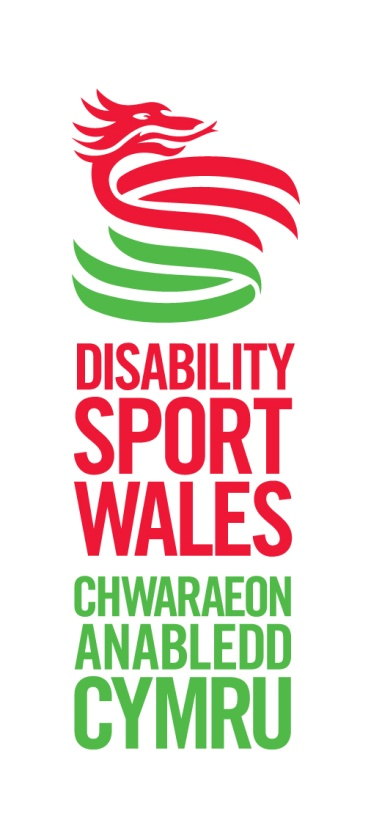 DISABILITY
SPORT
WALES
CHWARAEON
ANABLEDD
CYMRU